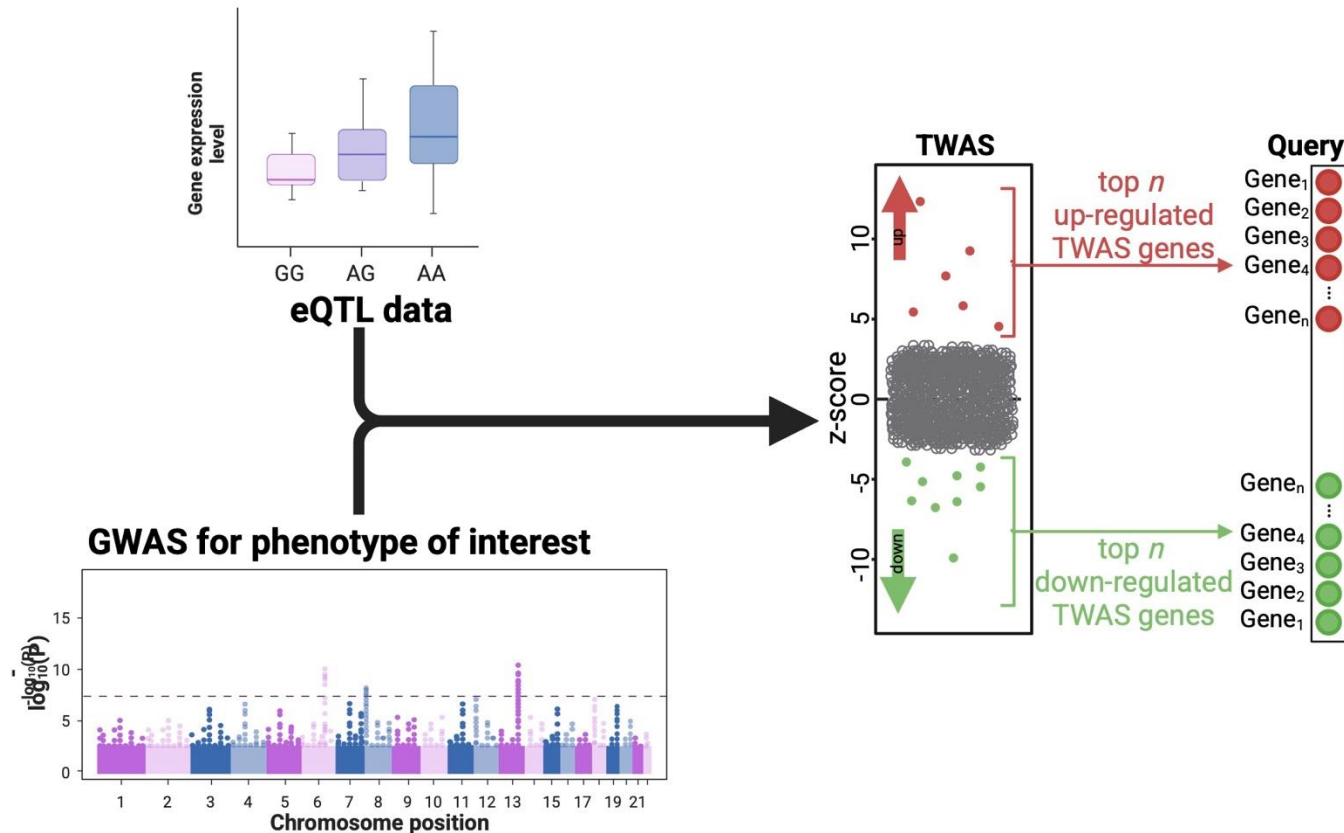 Gene expression
level
GG AG AA
eQTL data
GWAS for phenotype of interest
-log₁₀(P)
15
10
5
0
1 2 3 4 5 6 7 8 9 10 11 12 13 15 17 19 21
Chromosome position
TWAS
z-score
10
5
0
-5
-10
up
down
top n
up-regulated
TWAS genes
top n
down-regulated
TWAS genes
Query
Gene₁
Gene₂
Gene₃
Gene₄
⋮
Geneₙ
Geneₙ
⋮
Gene₄
Gene₃
Gene₂
Gene₁